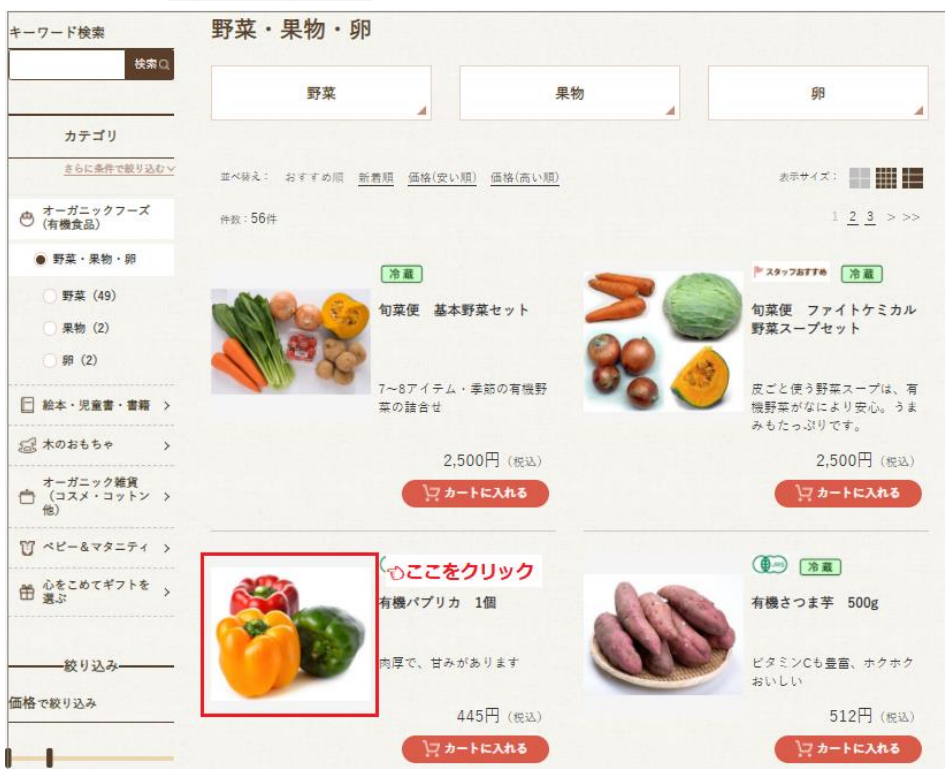 キーワード検索
検索
カテゴリ
さらに条件で絞り込む
オーガニックフーズ
(有機食品)
野菜・果物・卵
野菜 (49)
果物 (2)
卵 (2)
絵本・児童書・書籍
木のおもちゃ
オーガニック雑貨
(コスメ・コットン
他)
ベビー&マタニティ
心をこめてギフトを
選ぶ
絞り込み
価格で絞り込み
野菜・果物・卵
野菜
果物
卵
並べ替え: おすすめ順 新着順 価格(安い順) 価格(高い順)
表示サイズ:
件数:56件
1 2 3 > >>
冷蔵
旬菜便 基本野菜セット
7〜8アイテム・季節の有機野
菜の詰合せ
2,500円 (税込)
カートに入れる
スタッフおすすめ 冷蔵
旬菜便 ファイトケミカル
野菜スープセット
皮ごと使う野菜スープは、有
機野菜がなにより安心。うま
みもたっぷりです。
2,500円 (税込)
カートに入れる
ここをクリック
有機パプリカ 1個
肉厚で、甘みがあります
445円 (税込)
カートに入れる
冷蔵
有機さつま芋 500g
ビタミンCも豊富、ホクホク
おいしい
512円 (税込)
カートに入れる